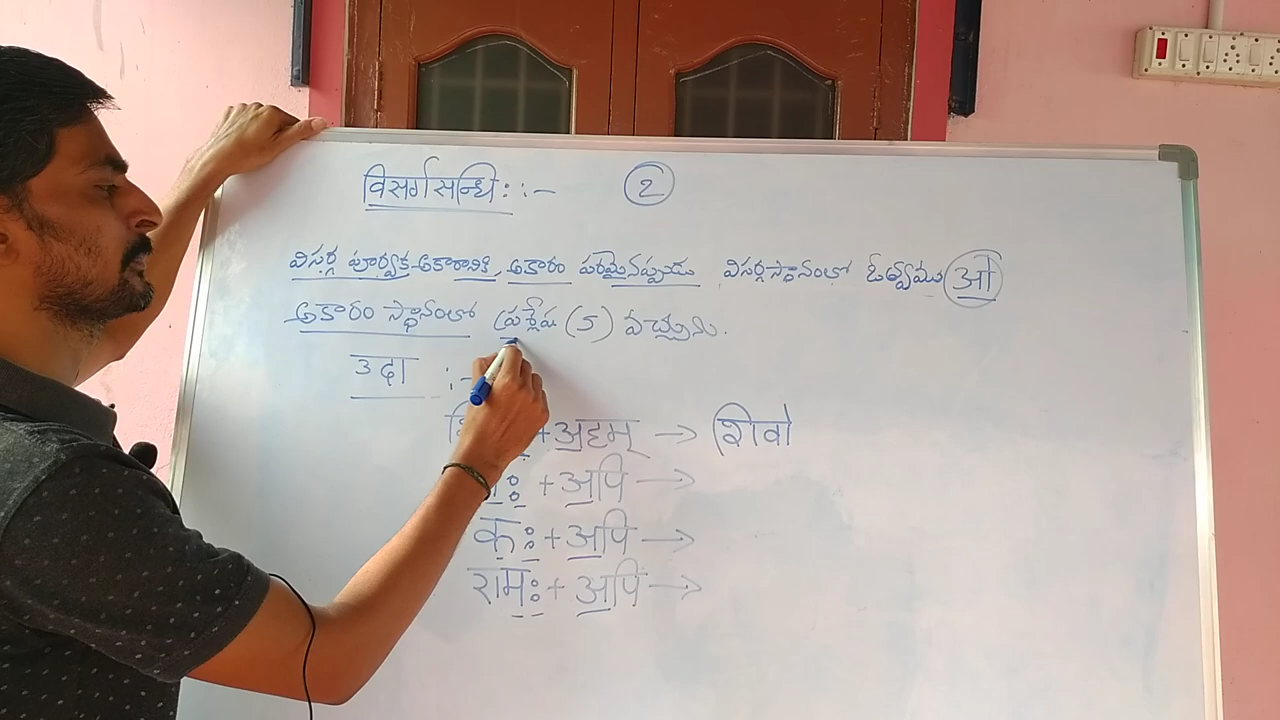 विसर्गसन्धिः :- २
విసర్గ పూర్వక అకారానికి, అకారం పరమైనప్పుడు విసర్గస్థానంలో ఓత్వము ओ
అకారం స్థానంలో ప్రశ్లేష (ऽ) వచ్చును.
उदा :-
+ अहम् → शिवो
ः + अपि →
कः + अपि →
रामः + अपि →